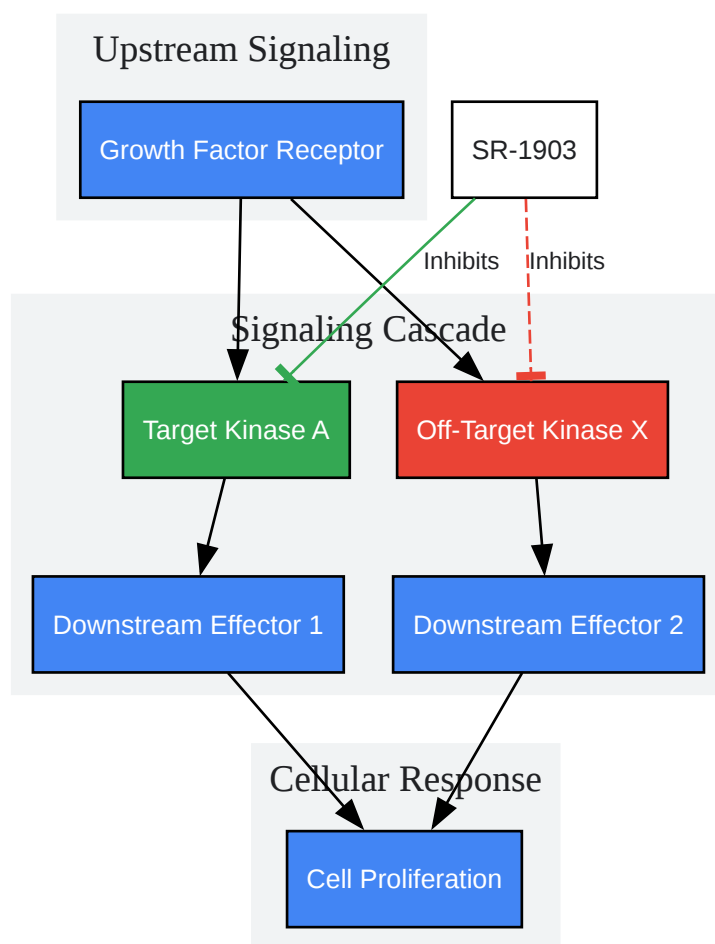 Upstream Signaling
Growth Factor Receptor
SR-1903
Inhibits
Inhibits
Signaling Cascade
Target Kinase A
Off-Target Kinase X
Downstream Effector 1
Downstream Effector 2
Cellular Response
Cell Proliferation